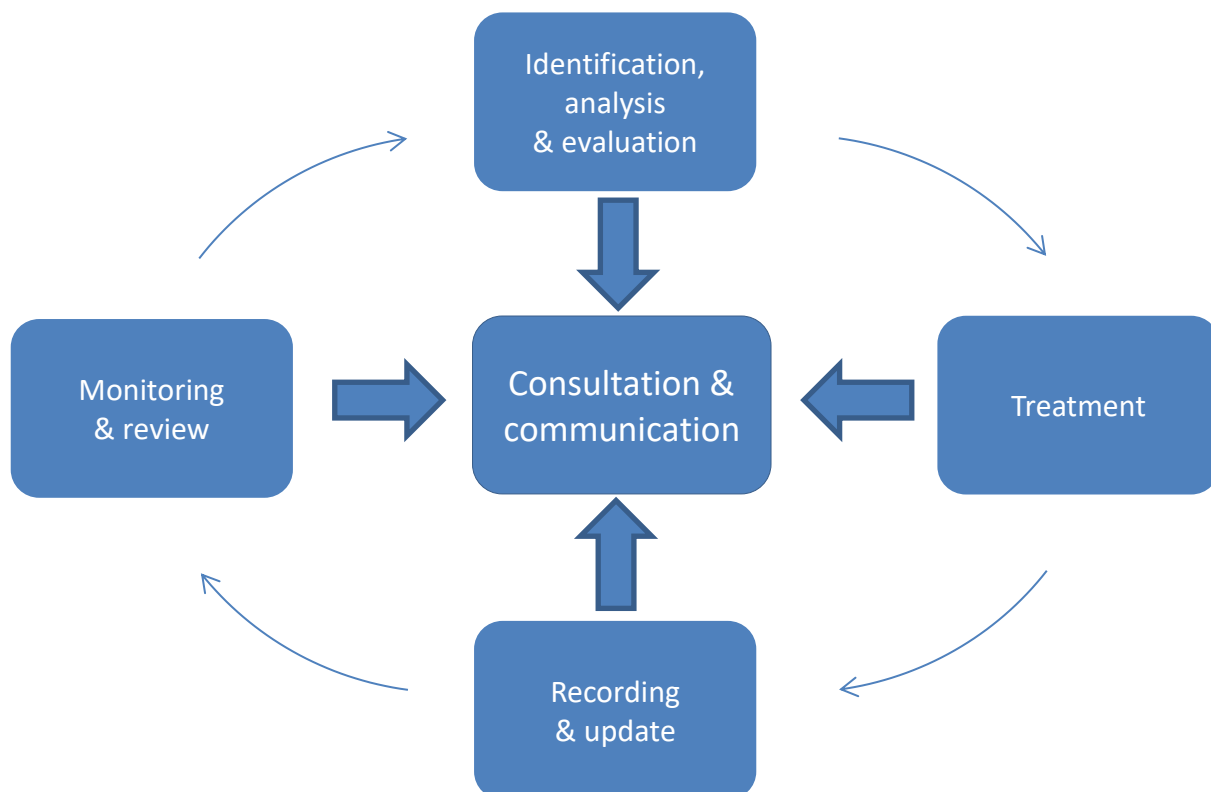 Identification,
analysis
& evaluation
Monitoring
& review
Consultation &
communication
Treatment
Recording
& update